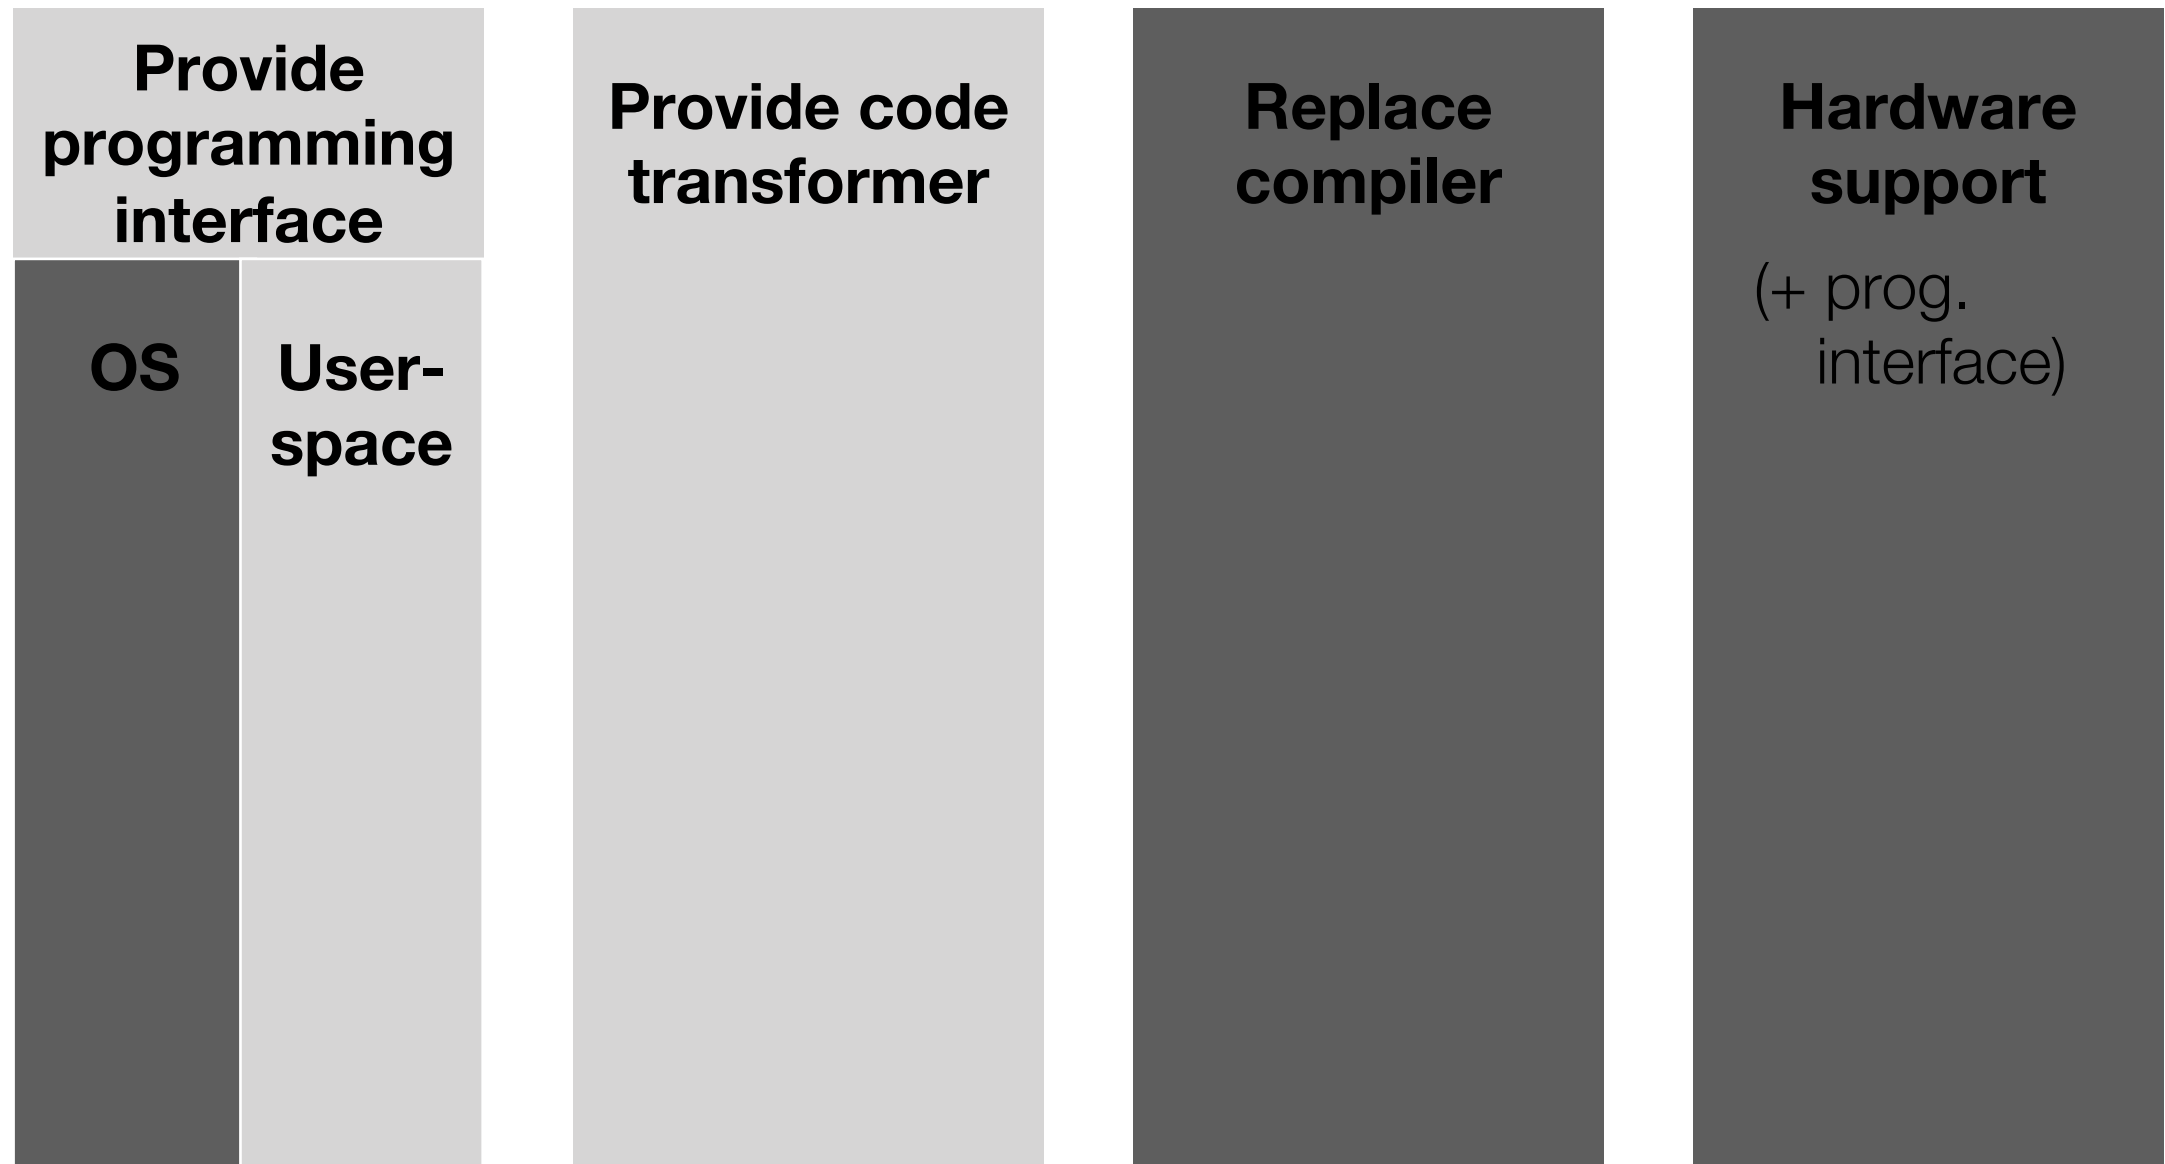 Provide
programming
interface
OS
User-
space
Provide code
transformer
Replace
compiler
Hardware
support
(+ prog.
interface)